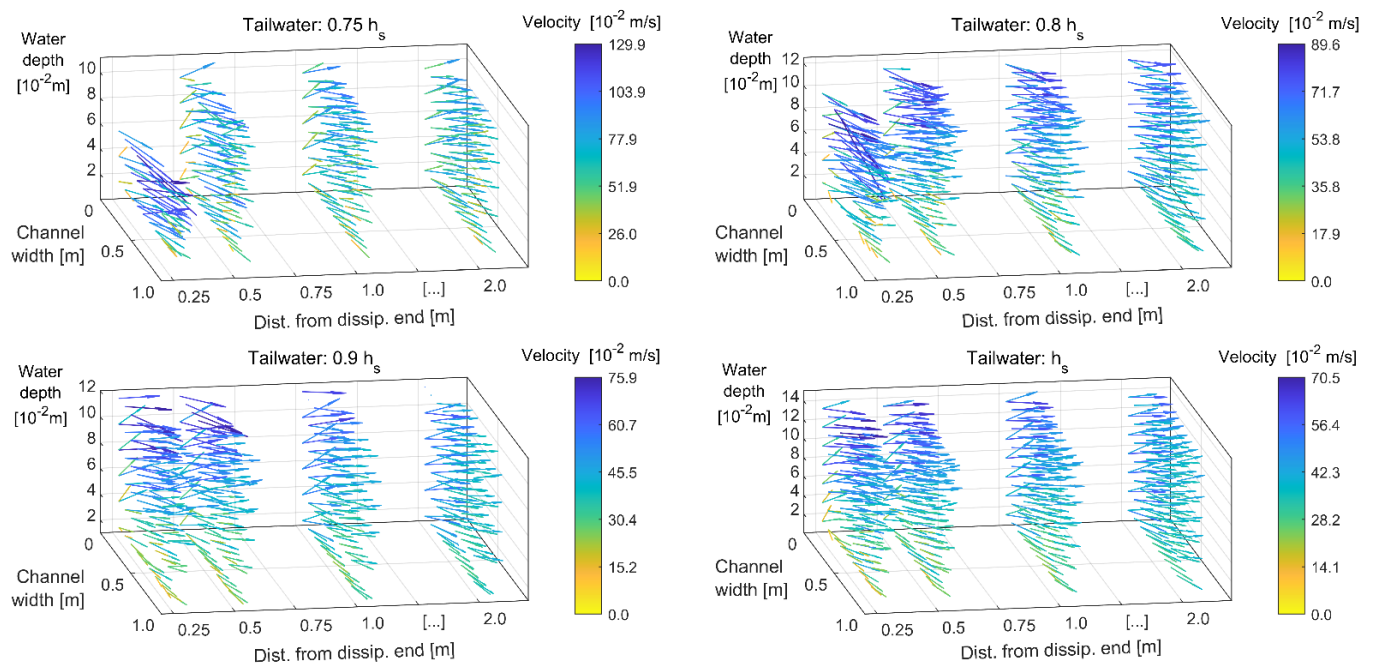 Tailwater: 0.75 h_s
Velocity [10^-2 m/s]
Water
depth
[10^-2m]
10
8
6
4
2
0
0.5
1.0
Channel
width [m]
0.25
0.5
0.75
1.0
[...]
2.0
Dist. from dissip. end [m]
129.9
103.9
77.9
51.9
26.0
0.0
Tailwater: 0.8 h_s
Velocity [10^-2 m/s]
Water
depth
[10^-2m]
12
10
8
6
4
2
0
0.5
1.0
Channel
width [m]
0.25
0.5
0.75
1.0
[...]
2.0
Dist. from dissip. end [m]
89.6
71.7
53.8
35.8
17.9
0.0
Tailwater: 0.9 h_s
Velocity [10^-2 m/s]
Water
depth
[10^-2m]
12
10
8
6
4
2
0
0.5
1.0
Channel
width [m]
0.25
0.5
0.75
1.0
[...]
2.0
Dist. from dissip. end [m]
75.9
60.7
45.5
30.4
15.2
0.0
Tailwater: h_s
Velocity [10^-2 m/s]
Water
depth
[10^-2m]
14
12
10
8
6
4
2
0
0.5
1.0
Channel
width [m]
0.25
0.5
0.75
1.0
[...]
2.0
Dist. from dissip. end [m]
70.5
56.4
42.3
28.2
14.1
0.0